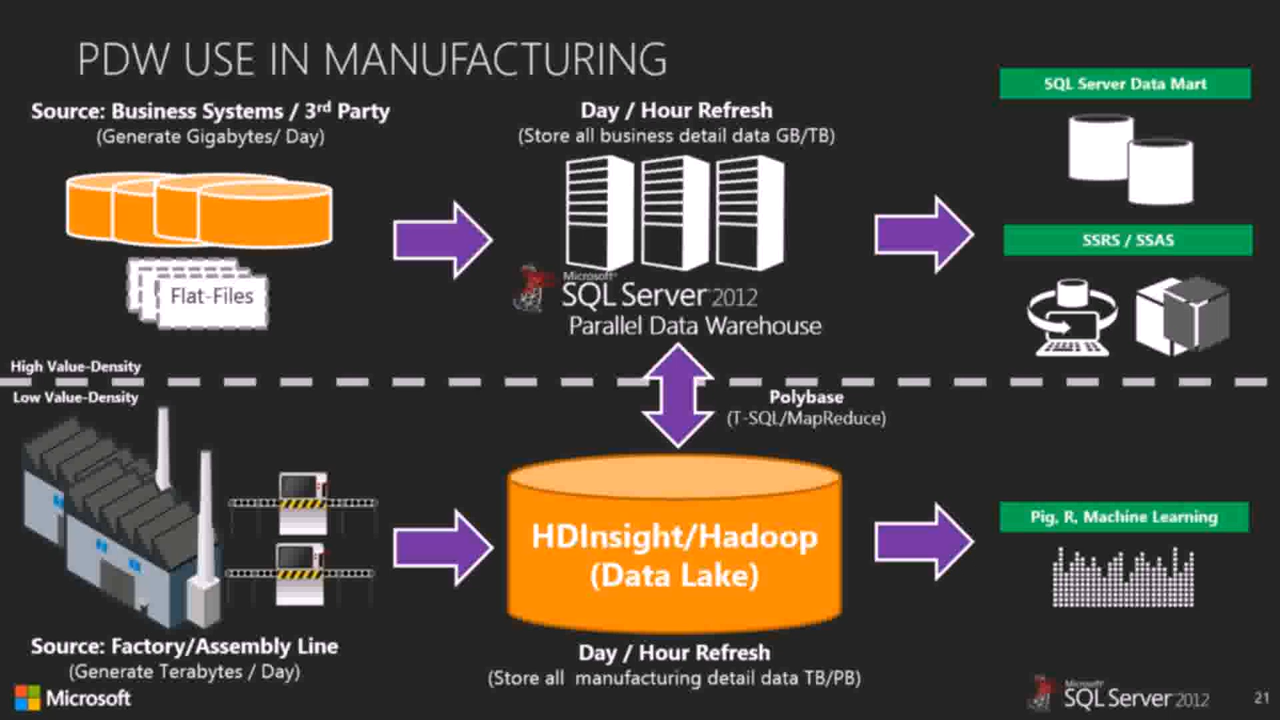 PDW USE IN MANUFACTURING
Source: Business Systems / 3rd Party
(Generate Gigabytes/ Day)
Flat-Files
Day / Hour Refresh
(Store all business detail data GB/TB)
Microsoft
SQL Server 2012
Parallel Data Warehouse
SQL Server Data Mart
SSRS / SSAS
High Value-Density
Low Value-Density
Polybase
(T-SQL/MapReduce)
HDInsight/Hadoop
(Data Lake)
Pig, R, Machine Learning
Source: Factory/Assembly Line
(Generate Terabytes / Day)
Day / Hour Refresh
(Store all manufacturing detail data TB/PB)
Microsoft
Microsoft
SQL Server 2012
21